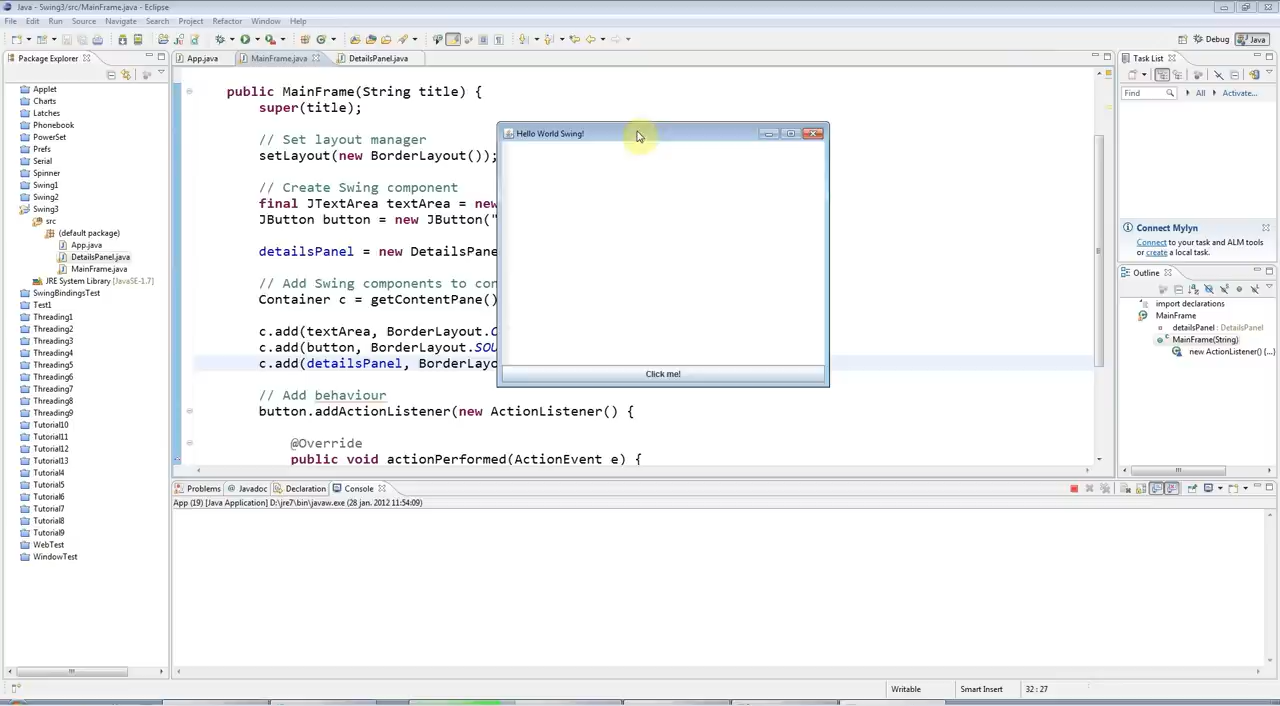 Java - Swing3/src/MainFrame.java - Eclipse
File Edit Run Source Navigate Search Project Refactor Window Help
Debug Java
Package Explorer
Applet
Charts
Latches
Phonebook
PowerSet
Prefs
Serial
Spinner
Swing1
Swing2
Swing3
src
(default package)
App.java
DetailsPanel.java
MainFrame.java
JRE System Library [JavaSE-1.7]
SwingBindingsTest
Test1
Threading1
Threading2
Threading3
Threading4
Threading5
Threading6
Threading7
Threading8
Threading9
Tutorial10
Tutorial11
Tutorial12
Tutorial13
Tutorial4
Tutorial5
Tutorial6
Tutorial7
Tutorial8
Tutorial9
WebTest
WindowTest
App.java MainFrame.java DetailsPanel.java
public MainFrame(String title) {
super(title);
// Set layout manager
setLayout(new BorderLayout());
// Create Swing component
final JTextArea textArea = new
JButton button = new JButton("
detailsPanel = new DetailsPane
// Add Swing components to con
Container c = getContentPane()
c.add(textArea, BorderLayout.C
c.add(button, BorderLayout.SOU
c.add(detailsPanel, BorderLayo
// Add behaviour
button.addActionListener(new ActionListener() {
@Override
public void actionPerformed(ActionEvent e) {
Hello World Swing!
Click me!
Task List
Find All Activate...
Connect Mylyn
Connect to your task and ALM tools
or create a local task.
Outline
import declarations
MainFrame
detailsPanel : DetailsPanel
MainFrame(String)
new ActionListener() {...}
Problems @ Javadoc Declaration Console
App (19) [Java Application] D:\jre7\bin\javaw.exe (28 jan. 2012 11:54:09)
Writable Smart Insert 32 : 27